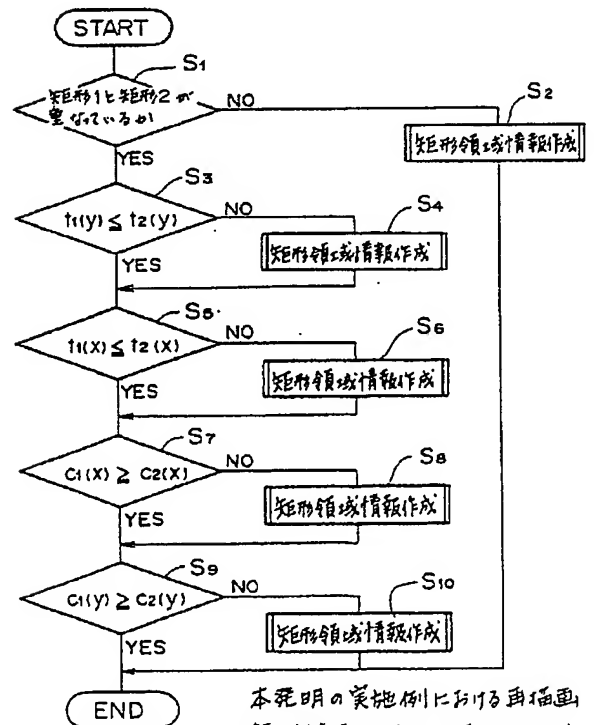 START
S1
矩形1と矩形2が
重なっているか
NO
S2
矩形領域情報作成
YES
S3
t1(y) ≤ t2(y)
NO
S4
矩形領域情報作成
YES
S5
t1(x) ≤ t2(x)
NO
S6
矩形領域情報作成
YES
S7
c1(x) ≥ c2(x)
NO
S8
矩形領域情報作成
YES
S9
c1(y) ≥ c2(y)
NO
S10
矩形領域情報作成
YES
END
本発明の実施例における再描画